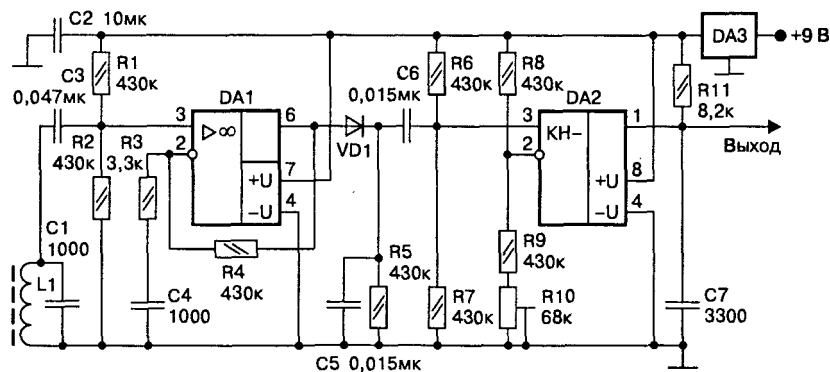 C2 10мк
DA3
+9 В
C3
0,047мк
R1
430к
DA1
C6
0,015мк
R6
430к
R8
430к
DA2
R11
8,2к
3
▷∞
6
3
КН-
1
R2
430к
R3
3,3к
2
VD1
2
Выход
7
+U
8
+U
4
-U
4
-U
C1
1000
L1
R4
430к
R5
430к
R9
430к
C4
1000
R7
430к
R10
68к
C7
3300
C5 0,015мк